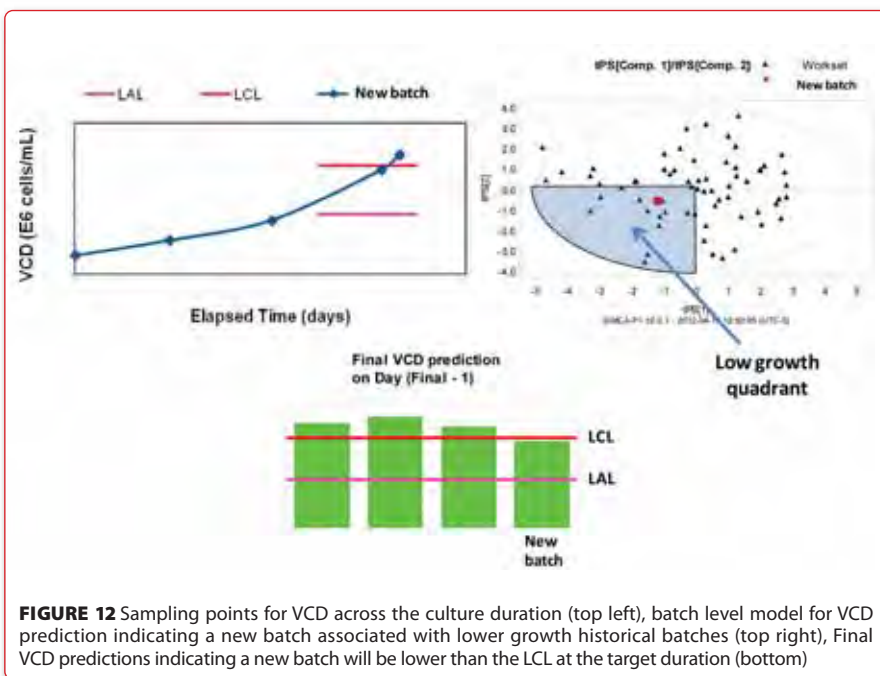 LAL LCL New batch
VCD (E6 cells/mL)
Elapsed Time (days)
tPS[Comp. 1]/tPS[Comp. 2] Workset
New batch
4.0
3.0
2.0
1.0
0.0
-1.0
-2.0
-3.0
-4.0
tPS[2]
-5 -4 -3 -2 -1 0 1 2 3 4 5
tPS[1]
Low growth
quadrant
Final VCD prediction
on Day (Final - 1)
LCL
LAL
New
batch
FIGURE 12 Sampling points for VCD across the culture duration (top left), batch level model for VCD
prediction indicating a new batch associated with lower growth historical batches (top right), Final
VCD predictions indicating a new batch will be lower than the LCL at the target duration (bottom)